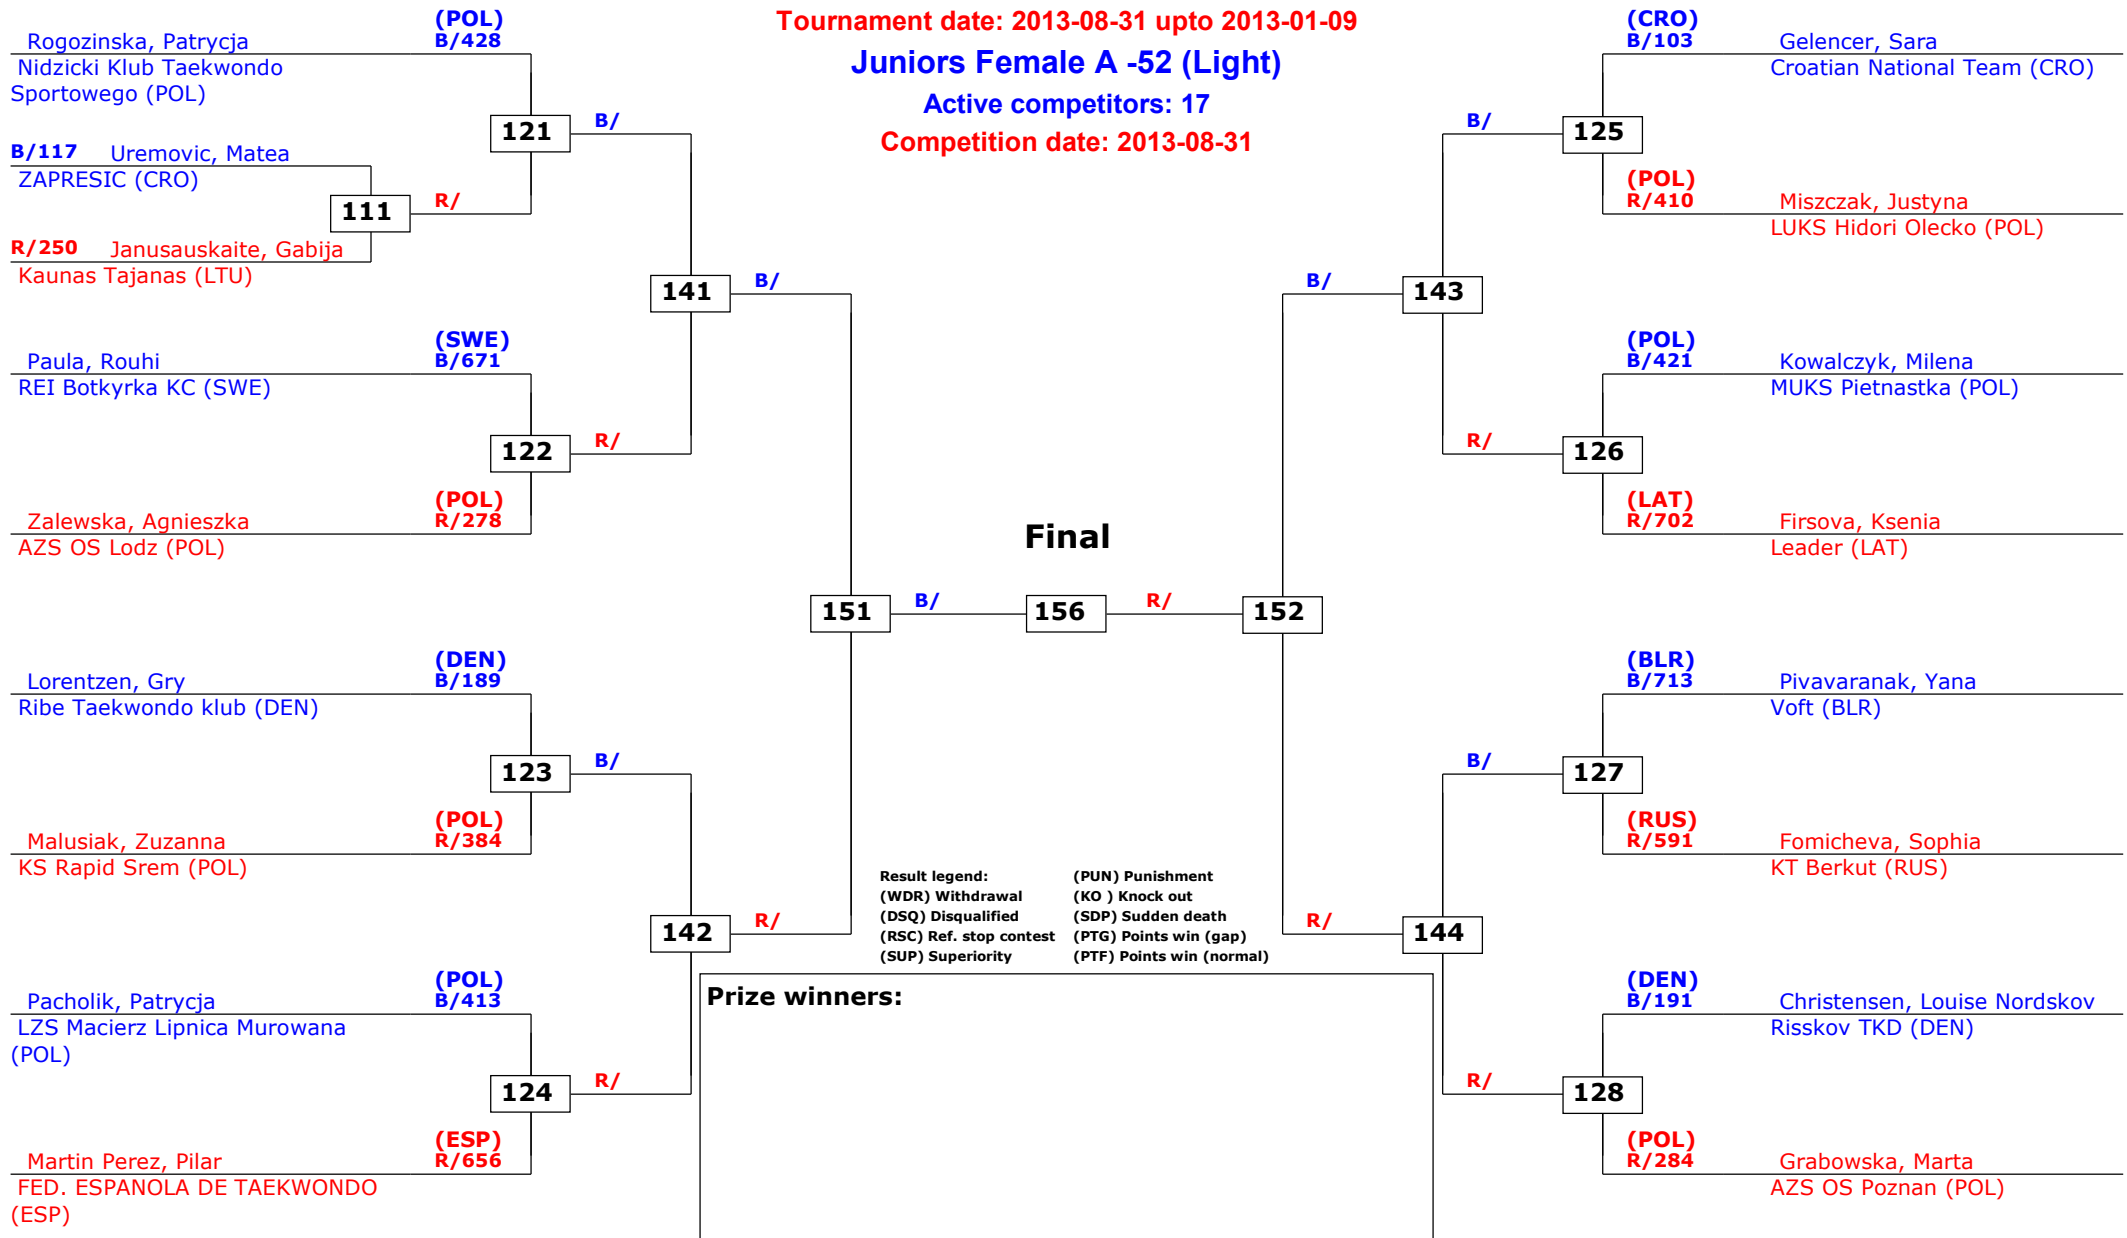 Tournament date: 2013-08-31 upto 2013-01-09
Juniors Female A -52 (Light)
Active competitors: 17
Competition date: 2013-08-31
(POL)
Rogozinska, Patrycja B/428
Nidzicki Klub Taekwondo
Sportowego (POL)
121 B/
B/117 Uremovic, Matea
ZAPRESIC (CRO)
111 R/
R/250 Janusauskaite, Gabija
Kaunas Tajanas (LTU)
141 B/
(SWE)
Paula, Rouhi B/671
REI Botkyrka KC (SWE)
122 R/
(POL)
Zalewska, Agnieszka R/278
AZS OS Lodz (POL)
151 B/
(DEN)
Lorentzen, Gry B/189
Ribe Taekwondo klub (DEN)
123 B/
(POL)
Malusiak, Zuzanna R/384
KS Rapid Srem (POL)
142 R/
(POL)
Pacholik, Patrycja B/413
LZS Macierz Lipnica Murowana
(POL)
124 R/
(ESP)
Martin Perez, Pilar R/656
FED. ESPANOLA DE TAEKWONDO
(ESP)
Final
156
(CRO)
B/103 Gelencer, Sara
Croatian National Team (CRO)
B/ 125
(POL)
R/410 Miszczak, Justyna
LUKS Hidori Olecko (POL)
B/ 143
(POL)
B/421 Kowalczyk, Milena
MUKS Pietnastka (POL)
R/ 126
(LAT)
R/702 Firsova, Ksenia
Leader (LAT)
R/ 152
(BLR)
B/713 Pivavaranak, Yana
Voft (BLR)
B/ 127
(RUS)
R/591 Fomicheva, Sophia
KT Berkut (RUS)
R/ 144
(DEN)
B/191 Christensen, Louise Nordskov
Risskov TKD (DEN)
R/ 128
(POL)
R/284 Grabowska, Marta
AZS OS Poznan (POL)
Result legend: (PUN) Punishment
(WDR) Withdrawal (KO ) Knock out
(DSQ) Disqualified (SDP) Sudden death
(RSC) Ref. stop contest (PTG) Points win (gap)
(SUP) Superiority (PTF) Points win (normal)
Prize winners: